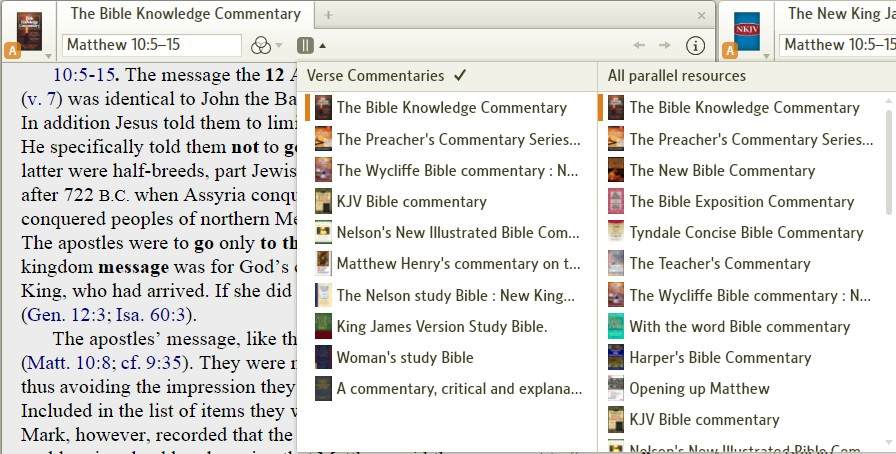 The Bible Knowledge Commentary
The New King Ja
A
Matthew 10:5–15
NKJV
A
Matthew 10:5–15
10:5-15. The message the 12 A
(v. 7) was identical to John the Ba
In addition Jesus told them to limi
He specifically told them not to go
latter were half-breeds, part Jewis
after 722 B.C. when Assyria conqu
conquered peoples of northern Me
The apostles were to go only to th
kingdom message was for God's c
King, who had arrived. If she did
(Gen. 12:3; Isa. 60:3).
The apostles' message, like th
(Matt. 10:8; cf. 9:35). They were n
thus avoiding the impression they
Included in the list of items they w
Mark, however, recorded that the
Verse Commentaries ✓
The Bible Knowledge Commentary
The Preacher's Commentary Series...
The Wycliffe Bible commentary : N...
KJV Bible commentary
Nelson's New Illustrated Bible Com...
Matthew Henry's commentary on t...
The Nelson study Bible : New King...
King James Version Study Bible.
Woman's study Bible
A commentary, critical and explana...
All parallel resources
The Bible Knowledge Commentary
The Preacher's Commentary Series...
The New Bible Commentary
The Bible Exposition Commentary
Tyndale Concise Bible Commentary
The Teacher's Commentary
The Wycliffe Bible commentary : N...
With the word Bible commentary
Harper's Bible Commentary
Opening up Matthew
KJV Bible commentary
Nelson's New Illustrated Bible Com